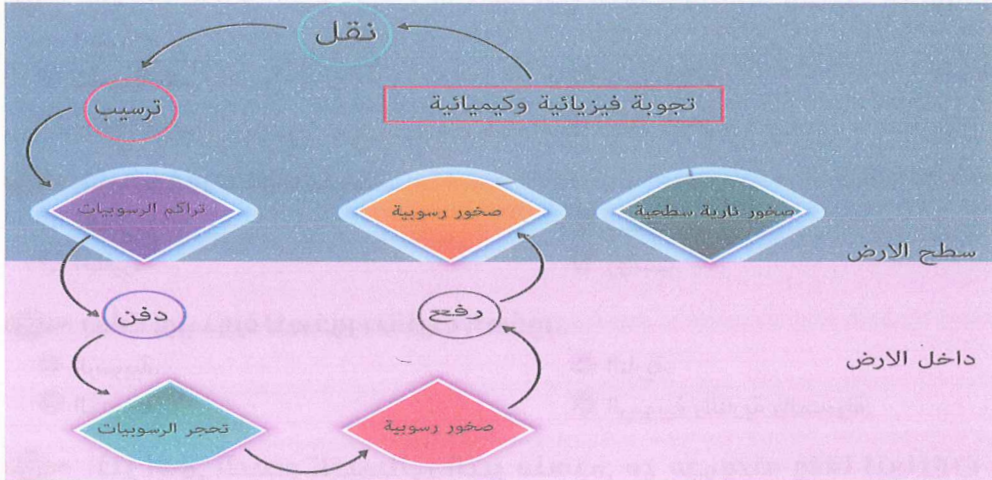 نقل
تجوية فيزيائية وكيميائية
ترسيب
صخور نارية سطحية
صخور رسوبية
تراكم الرسوبيات
سطح الارض
رفع
دفن
داخل الارض
صخور رسوبية
تحجر الرسوبيات